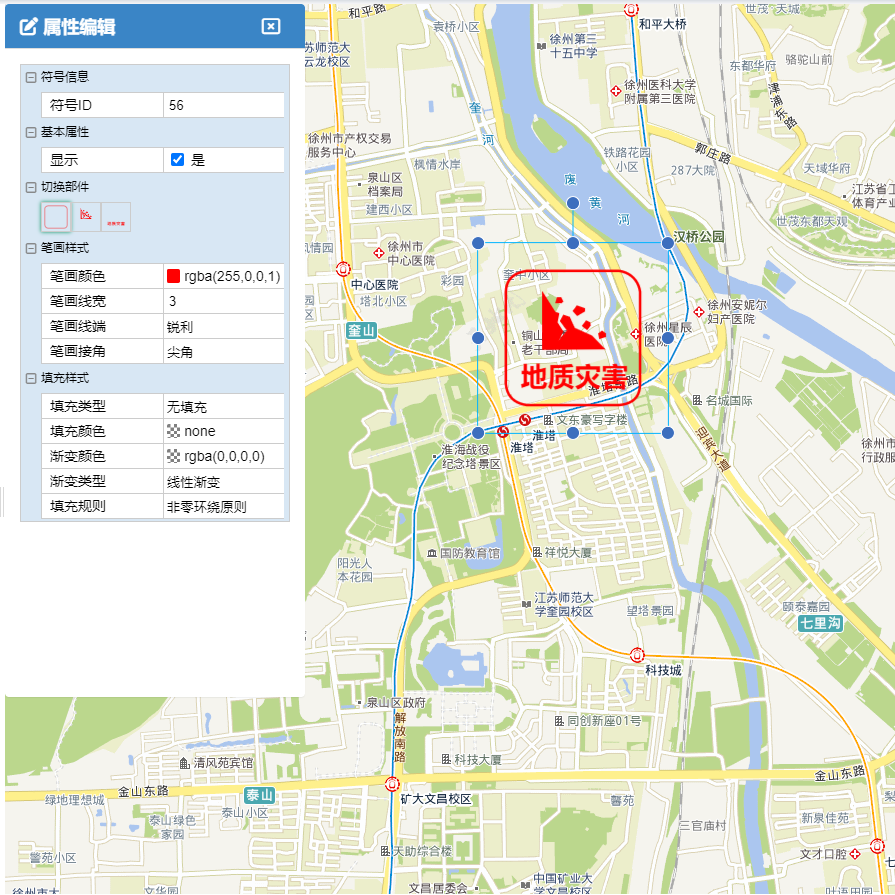 属性编辑
符号信息
符号ID 56
基本属性
显示 是
切换部件
笔画样式
笔画颜色 rgba(255,0,0,1)
笔画线宽 3
笔画线端 锐利
笔画接角 尖角
填充样式
填充类型 无填充
填充颜色 none
渐变颜色 rgba(0,0,0,0)
渐变类型 线性渐变
填充规则 非零环绕原则
和平路
袁桥小区
和平大桥
世茂
天城
苏师范大
云龙校区
徐州第三
十五中学
东都华府
骆驼山前
徐州医科大学
附属第三医院
津浦东路
奎
河
徐州市产权交易
服务中心
枫情水岸
铁路花园
小区
郭庄路
287大院
天域华府
泉山区
档案局
废
黄
河
建西小区
江苏省工
体育产业
世茂东都天观
汉桥公园
风情园
徐州市
中心医院
中心医院
彩园
奎中小区
塔北小区
奎山
铜山
老干部局
徐州星辰
医院
徐州安妮尔
妇产医院
地质灾害
淮塔东路
名城国际
文东豪写字楼
淮塔
淮塔
淮海战役
纪念塔景区
迎宾大道
徐州市
行政服
国防教育馆
祥悦大厦
阳光人
本花园
江苏师范大
学奎园校区
望塔景园
颐泰嘉园
七里沟
科技城
泉山区政府
解放南路
同创新座01号
清风苑宾馆
科技大厦
金山东路
金山东路
泰山
绿地理想城
矿大文昌校区
泰山小区
泰山绿色
家园
馨苑
新泉佳苑
三官庙村
警苑小区
天助综合楼
文才口腔
中国矿业大
学文昌校区
文昌居委会
文华园
徐州市大
叶语田园